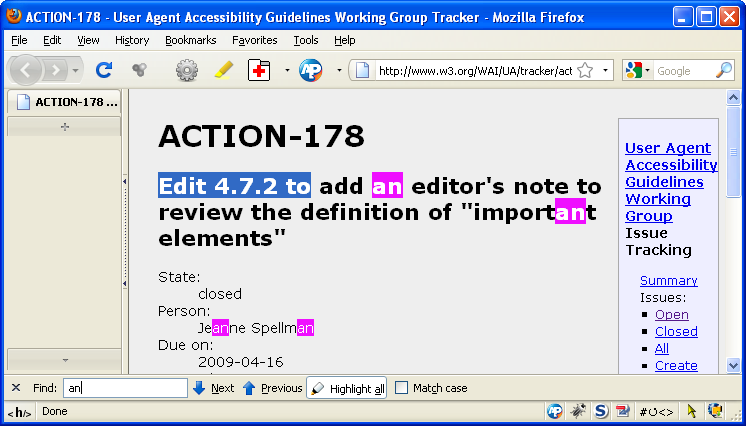 ACTION-178 - User Agent Accessibility Guidelines Working Group Tracker - Mozilla Firefox
File Edit View History Bookmarks Favorites Tools Help
http://www.w3.org/WAI/UA/tracker/act
Google
ACTION-178 ...
ACTION-178
Edit 4.7.2 to add an editor's note to
review the definition of "important
elements"
State:
closed
Person:
Jeanne Spellman
Due on:
2009-04-16
User Agent
Accessibility
Guidelines
Working
Group
Issue
Tracking
Summary
Issues:
Open
Closed
All
Create
Find: an Next Previous Highlight all Match case
<h/> Done #↺<>